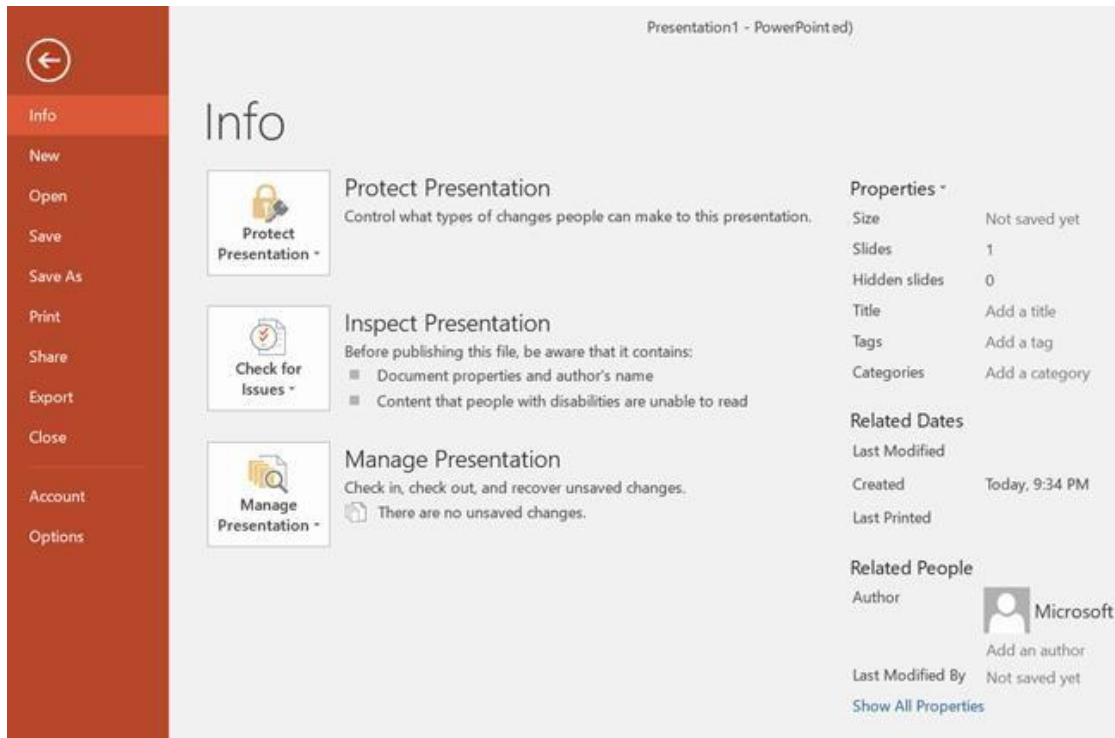 Presentation1 - PowerPointed)
Info
New
Open
Save
Save As
Print
Share
Export
Close
Account
Options
Info
Protect
Presentation
Protect Presentation
Control what types of changes people can make to this presentation.
Check for
Issues
Inspect Presentation
Before publishing this file, be aware that it contains:
Document properties and author's name
Content that people with disabilities are unable to read
Manage
Presentation
Manage Presentation
Check in, check out, and recover unsaved changes.
There are no unsaved changes.
Properties
Size Not saved yet
Slides 1
Hidden slides 0
Title Add a title
Tags Add a tag
Categories Add a category
Related Dates
Last Modified
Created Today, 9:34 PM
Last Printed
Related People
Author Microsoft
Add an author
Last Modified By Not saved yet
Show All Properties